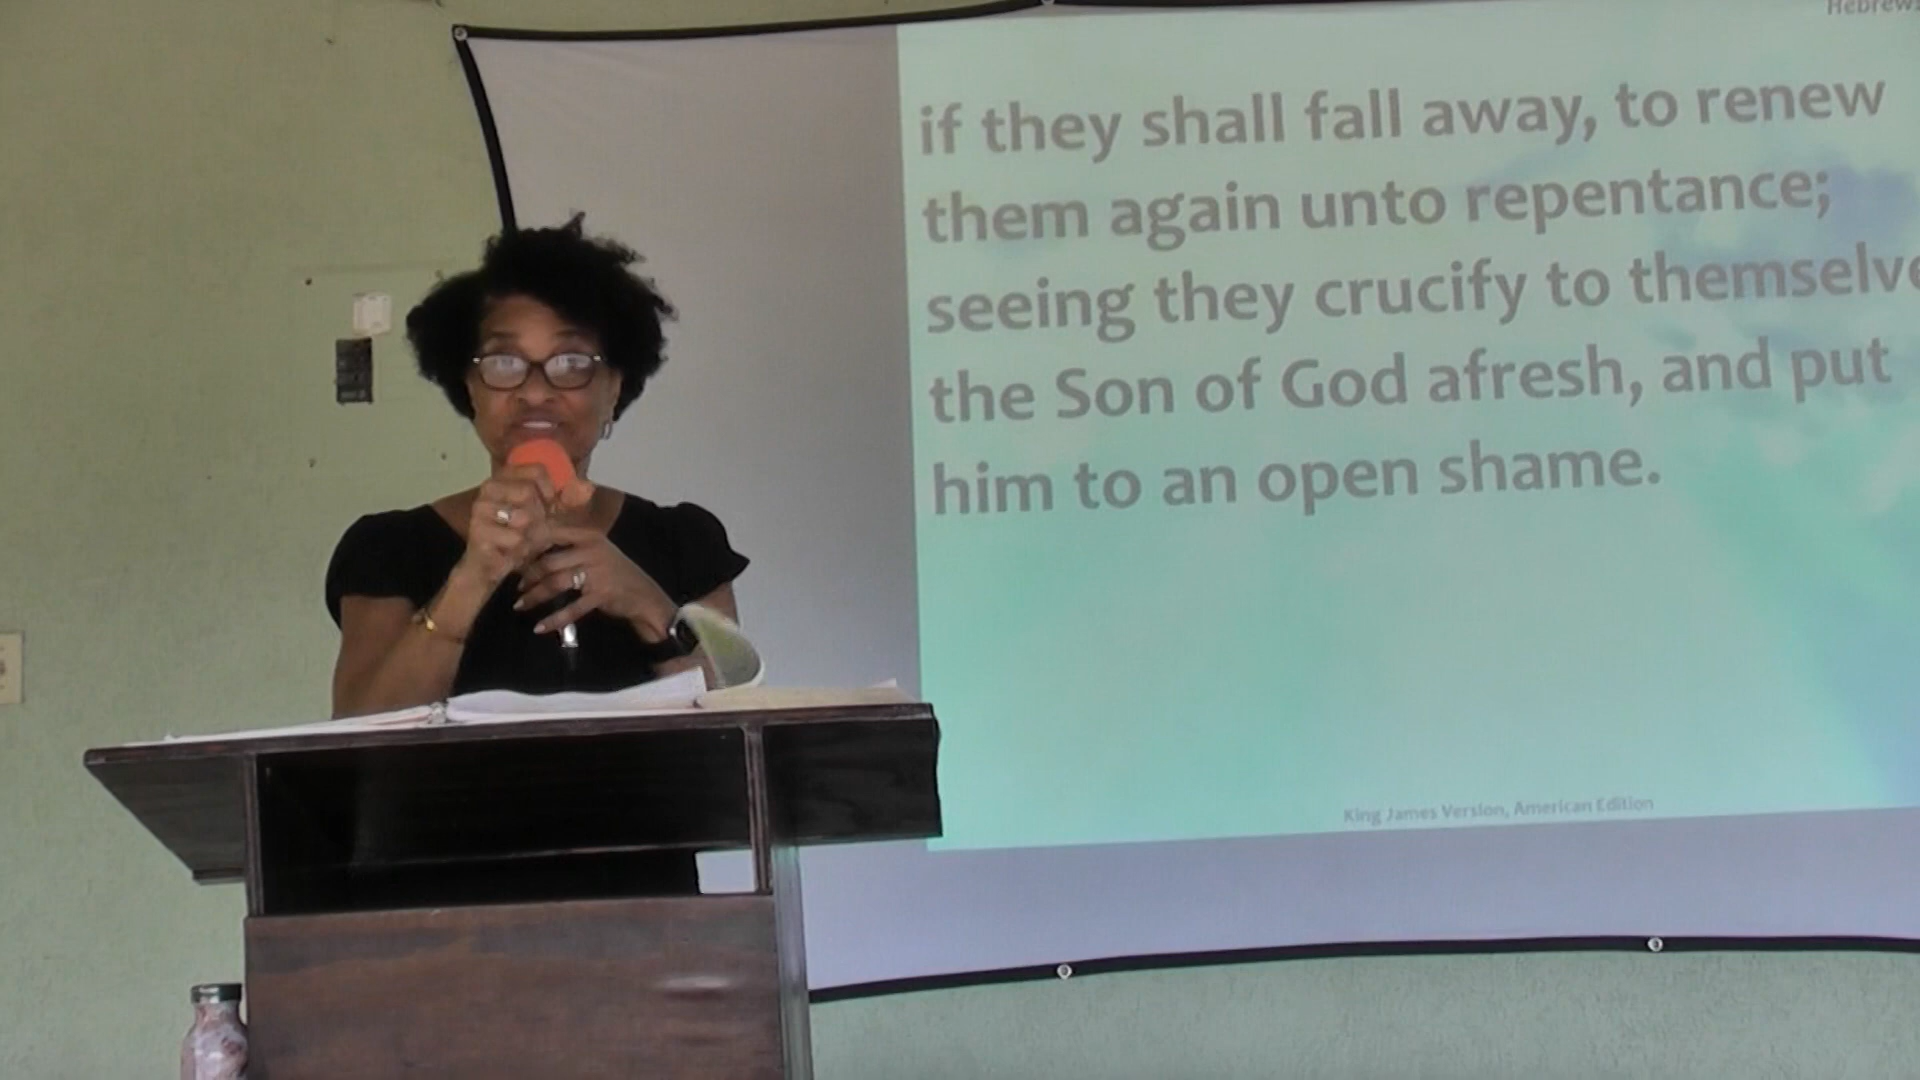 Hebrews
if they shall fall away, to renew
them again unto repentance;
seeing they crucify to themselve
the Son of God afresh, and put
him to an open shame.
King James Version, American Edition